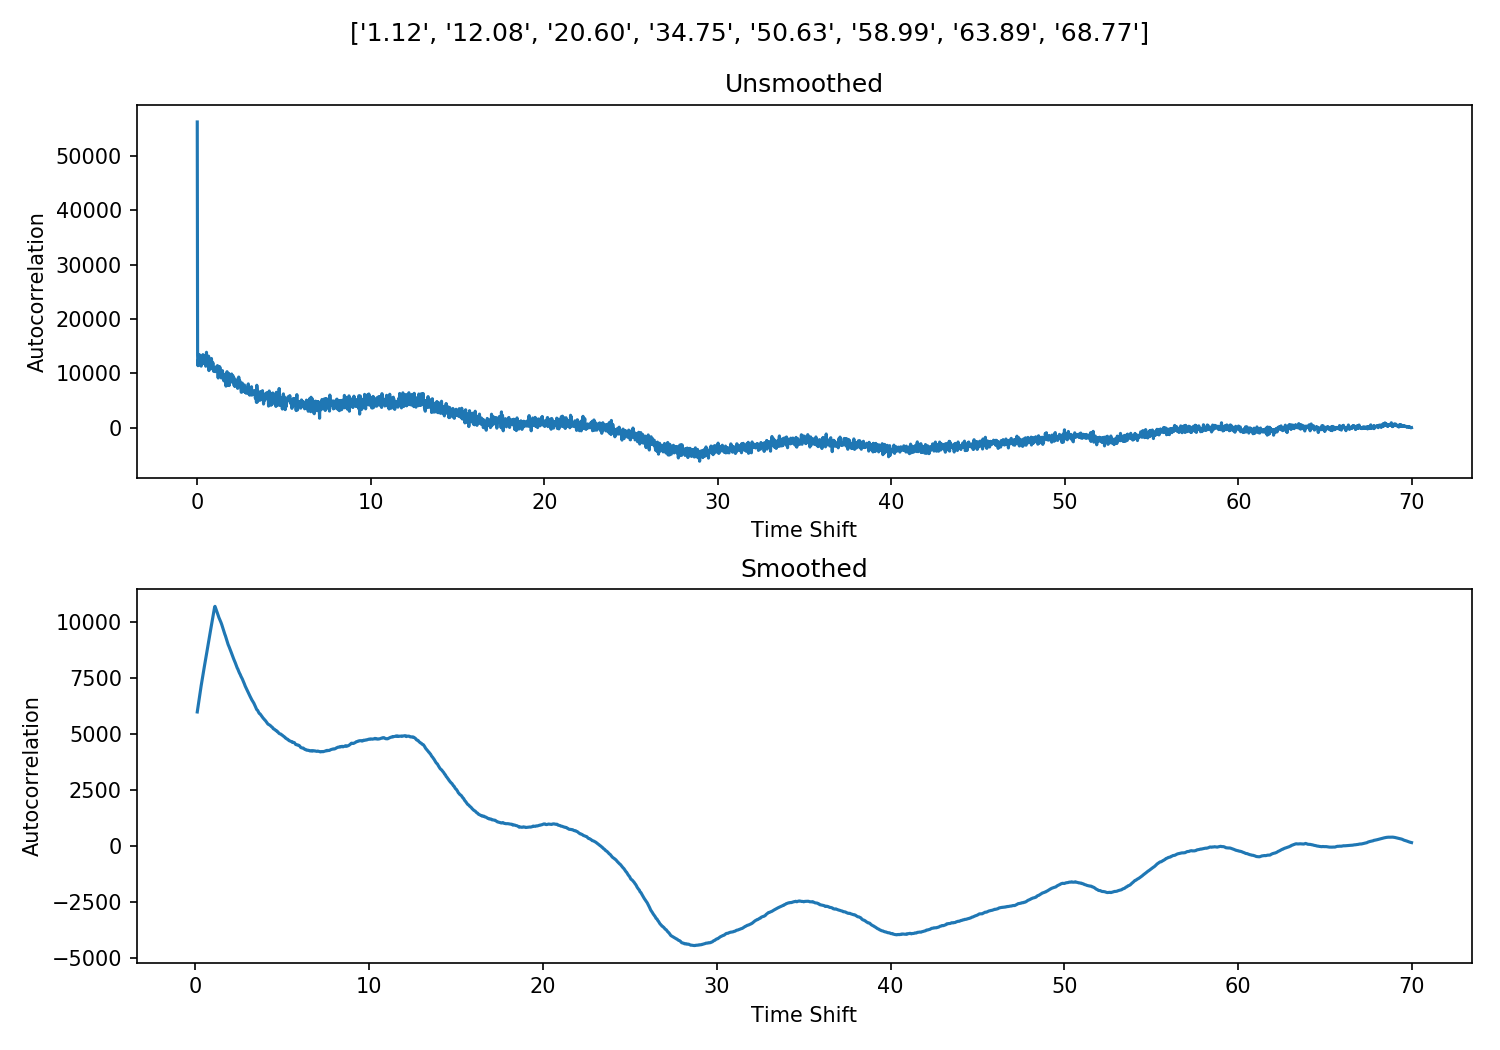 ['1.12', '12.08', '20.60', '34.75', '50.63', '58.99', '63.89', '68.77']
Unsmoothed
Autocorrelation
50000
40000
30000
20000
10000
0
0 10 20 30 40 50 60 70
Time Shift
Smoothed
Autocorrelation
10000
7500
5000
2500
0
−2500
−5000
0 10 20 30 40 50 60 70
Time Shift